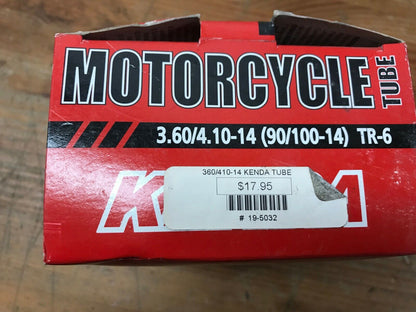 MOTORCYCLE
TUBE
3.60/4.10-14 (90/100-14) TR-6
360/410-14 KENDA TUBE
$17.95
# 19-5032